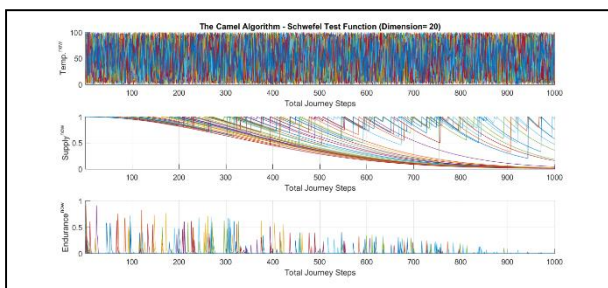 The Camel Algorithm - Schwefel Test Function (Dimension= 20)
Temp.now
100
50
0
100 200 300 400 500 600 700 800 900 1000
Total Journey Steps
Supplynow
1
0.5
0
100 200 300 400 500 600 700 800 900 1000
Total Journey Steps
Endurancenow
1
0.5
0
100 200 300 400 500 600 700 800 900 1000
Total Journey Steps